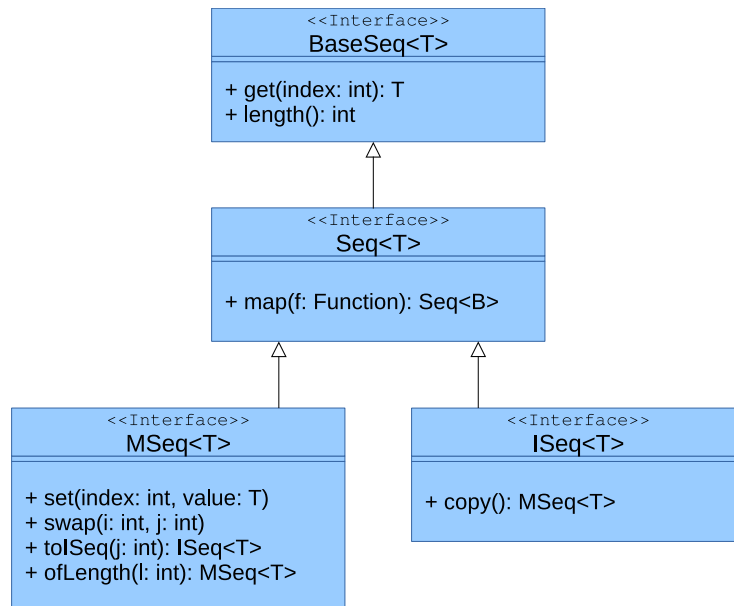 <<Interface>>
BaseSeq<T>
+ get(index: int): T
+ length(): int
<<Interface>>
Seq<T>
+ map(f: Function): Seq<B>
<<Interface>>
MSeq<T>
+ set(index: int, value: T)
+ swap(i: int, j: int)
+ toISeq(j: int): ISeq<T>
+ ofLength(l: int): MSeq<T>
<<Interface>>
ISeq<T>
+ copy(): MSeq<T>